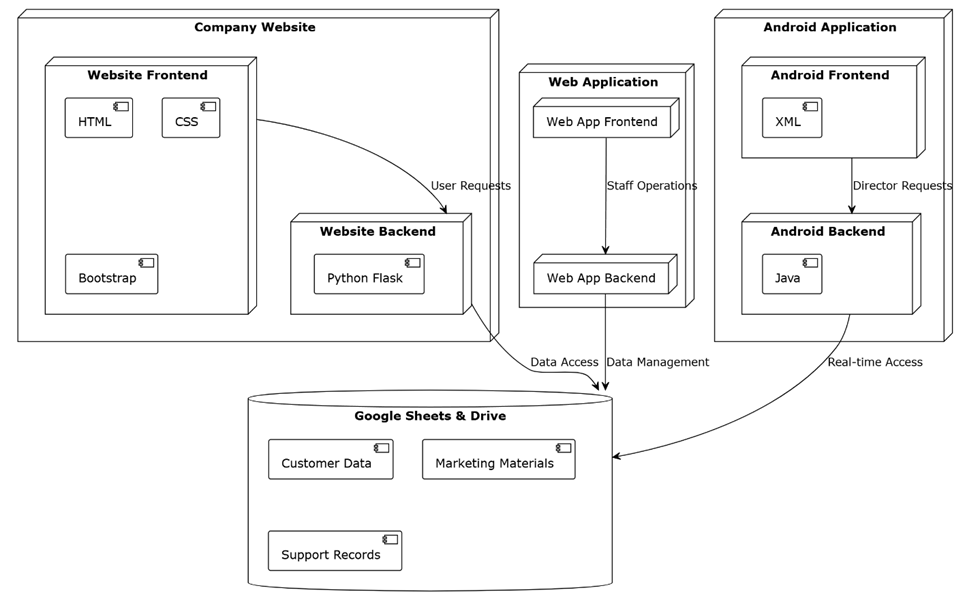 Company Website
Website Frontend
HTML
CSS
Bootstrap
User Requests
Website Backend
Python Flask
Web Application
Web App Frontend
Staff Operations
Web App Backend
Android Application
Android Frontend
XML
Director Requests
Android Backend
Java
Data Access
Data Management
Real-time Access
Google Sheets & Drive
Customer Data
Marketing Materials
Support Records